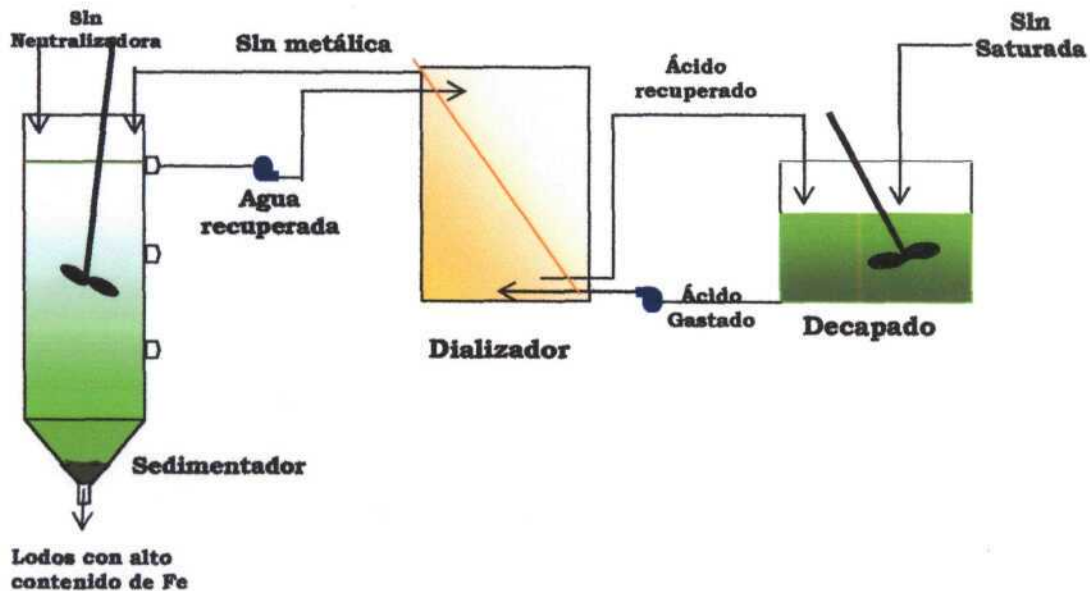 Sln
Neutralizadora
Sln metálica
Sln
Saturada
Ácido
recuperado
Agua
recuperada
Ácido
Gastado
Decapado
Dializador
Sedimentador
Lodos con alto
contenido de Fe